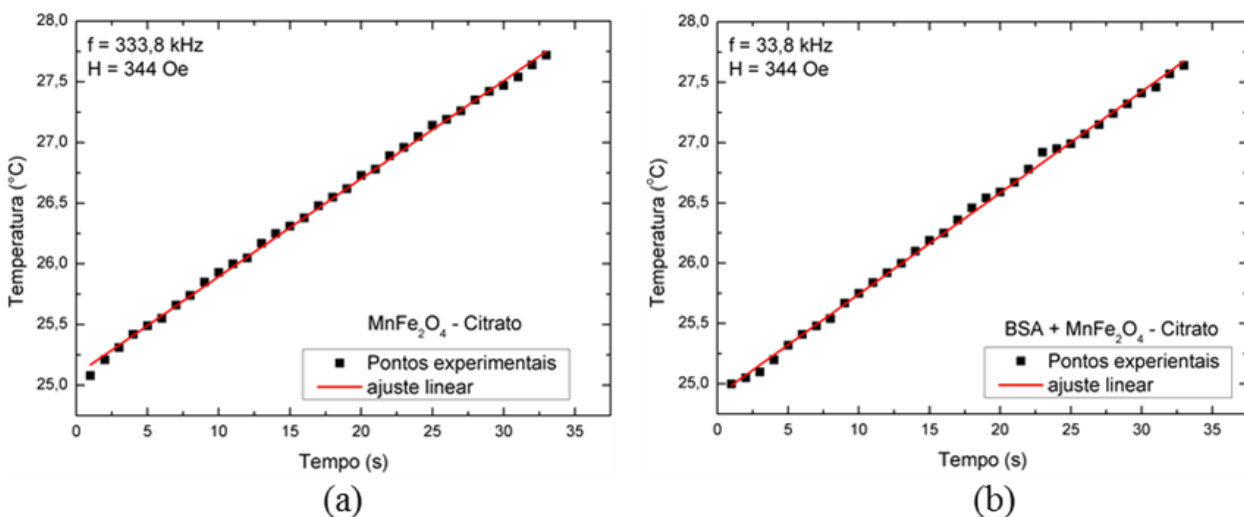 f = 333,8 kHz
H = 344 Oe
28,0
27,5
27,0
26,5
26,0
25,5
25,0
Temperatura (°C)
MnFe₂O₄ - Citrato
Pontos experimentais
ajuste linear
0 5 10 15 20 25 30 35
Tempo (s)
(a)
f = 33,8 kHz
H = 344 Oe
28,0
27,5
27,0
26,5
26,0
25,5
25,0
Temperatura (°C)
BSA + MnFe₂O₄ - Citrato
Pontos experientais
ajuste linear
0 5 10 15 20 25 30 35
Tempo (s)
(b)